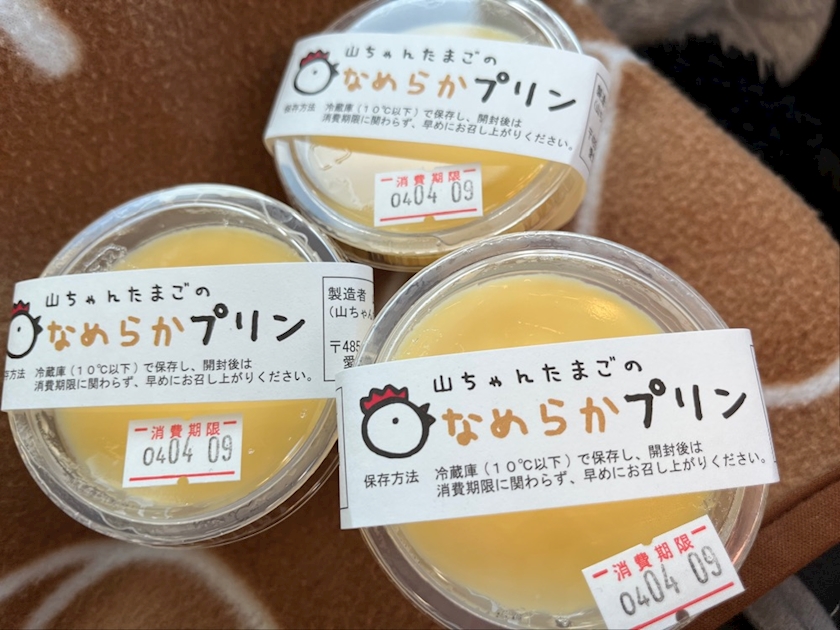 山ちゃんたまごの
なめらかプリン
保存方法 冷蔵庫(10℃以下)で保存し、開封後は
消費期限に関わらず、早めにお召し上がりください。
消費期限
0404 09
山ちゃんたまごの
なめらかプリン
存方法 冷蔵庫(10℃以下)で保存し、開封後は
消費期限に関わらず、早めにお召し上がりください。
製造者
(山ちゃん
〒485
愛
消費期限
0404 09
山ちゃんたまごの
なめらかプリン
保存方法 冷蔵庫(10℃以下)で保存し、開封後は
消費期限に関わらず、早めにお召し上がりください。
消費期限
0404 09